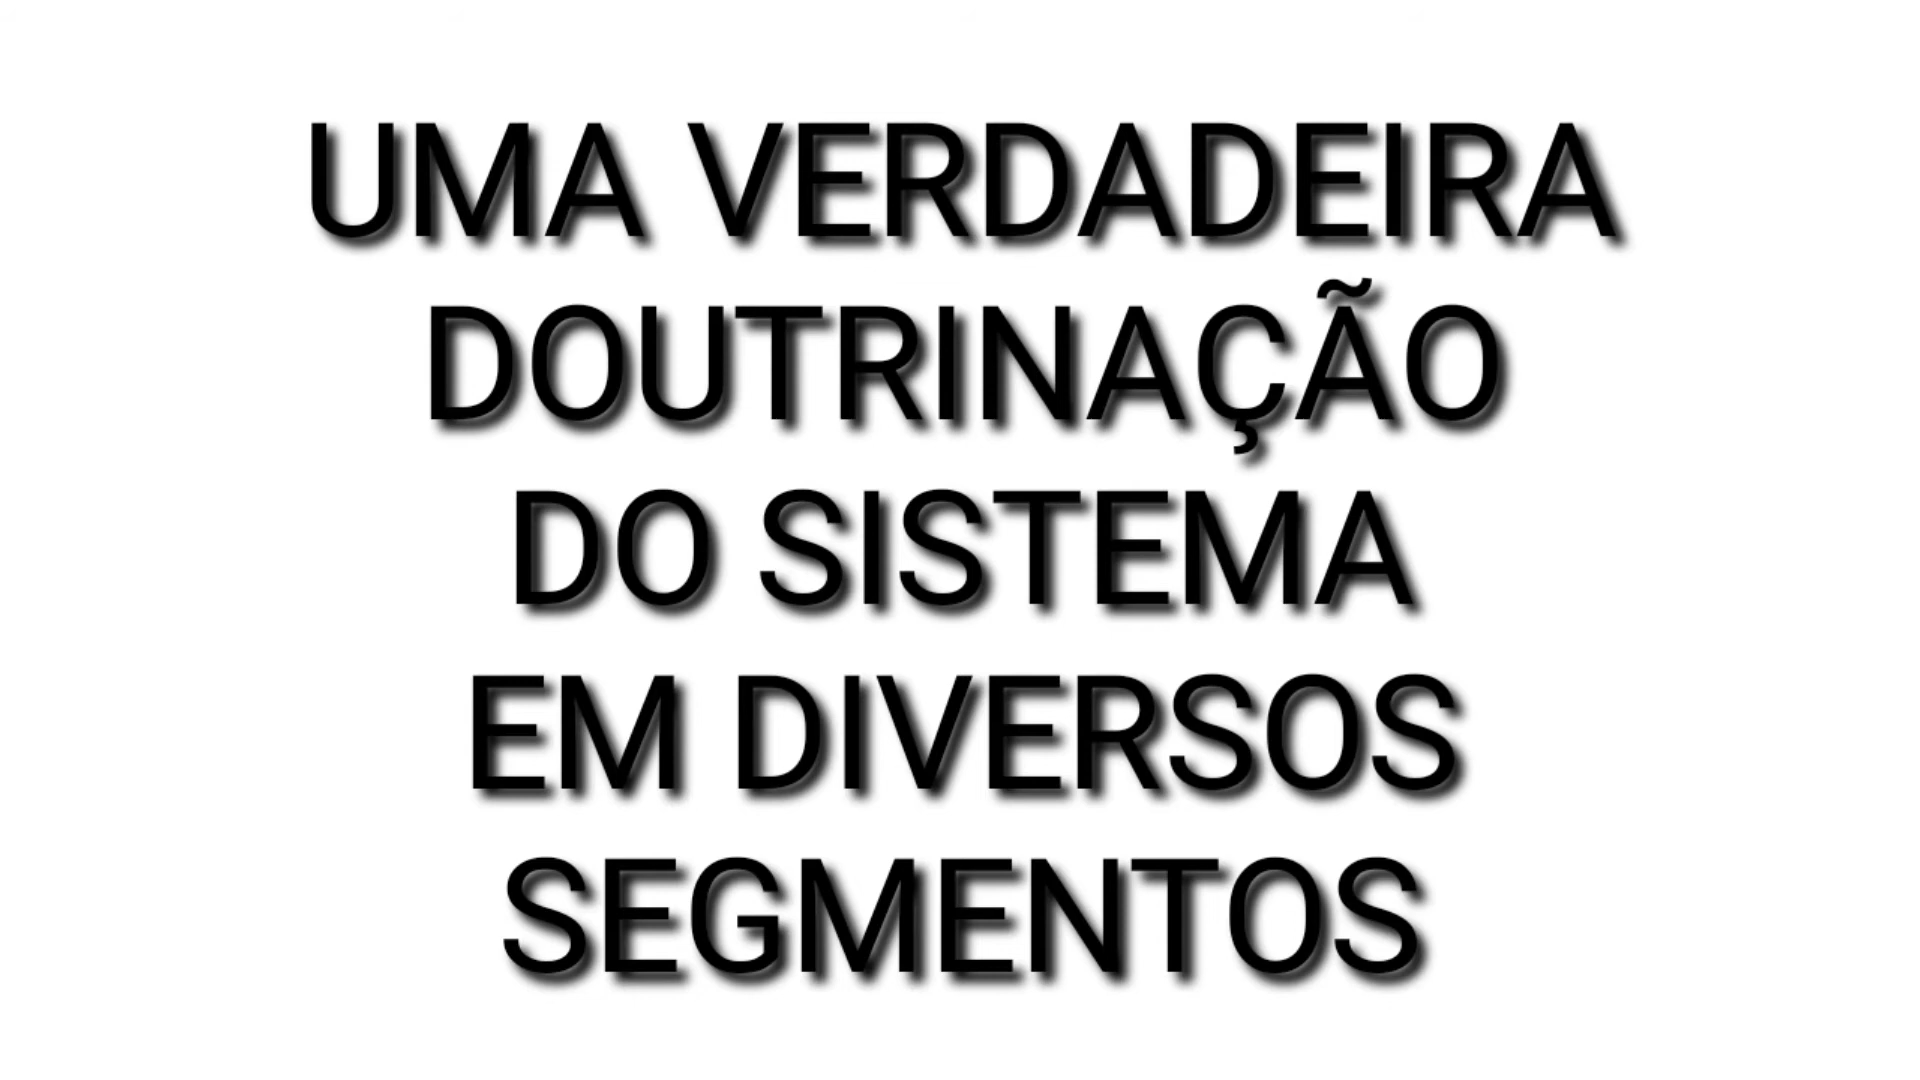 UMA VERDADEIRA
DOUTRINAÇÃO
DO SISTEMA
EM DIVERSOS
SEGMENTOS